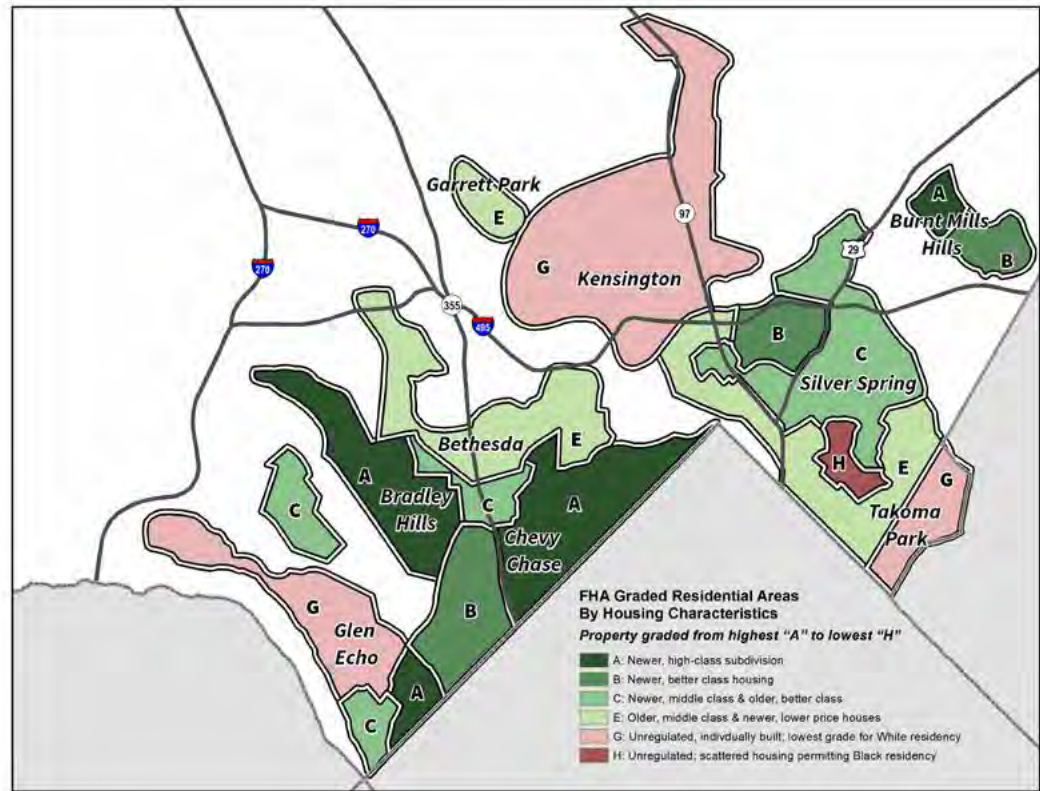 Garrett Park
E
270
270
97
A
Burnt Mills
Hills
B
29
G
Kensington
355
495
B
C
Silver Spring
Bethesda
E
A
Bradley
Hills
C
C
A
Chevy
Chase
H
E
G
Takoma
Park
G
Glen
Echo
B
A
C
FHA Graded Residential Areas
By Housing Characteristics
Property graded from highest “A” to lowest “H”
A: Newer, high-class subdivision
B: Newer, better class housing
C: Newer, middle class & older, better class
E: Older, middle class & newer, lower price houses
G: Unregulated, indivdually built; lowest grade for White residency
H: Unregulated; scattered housing permitting Black residency